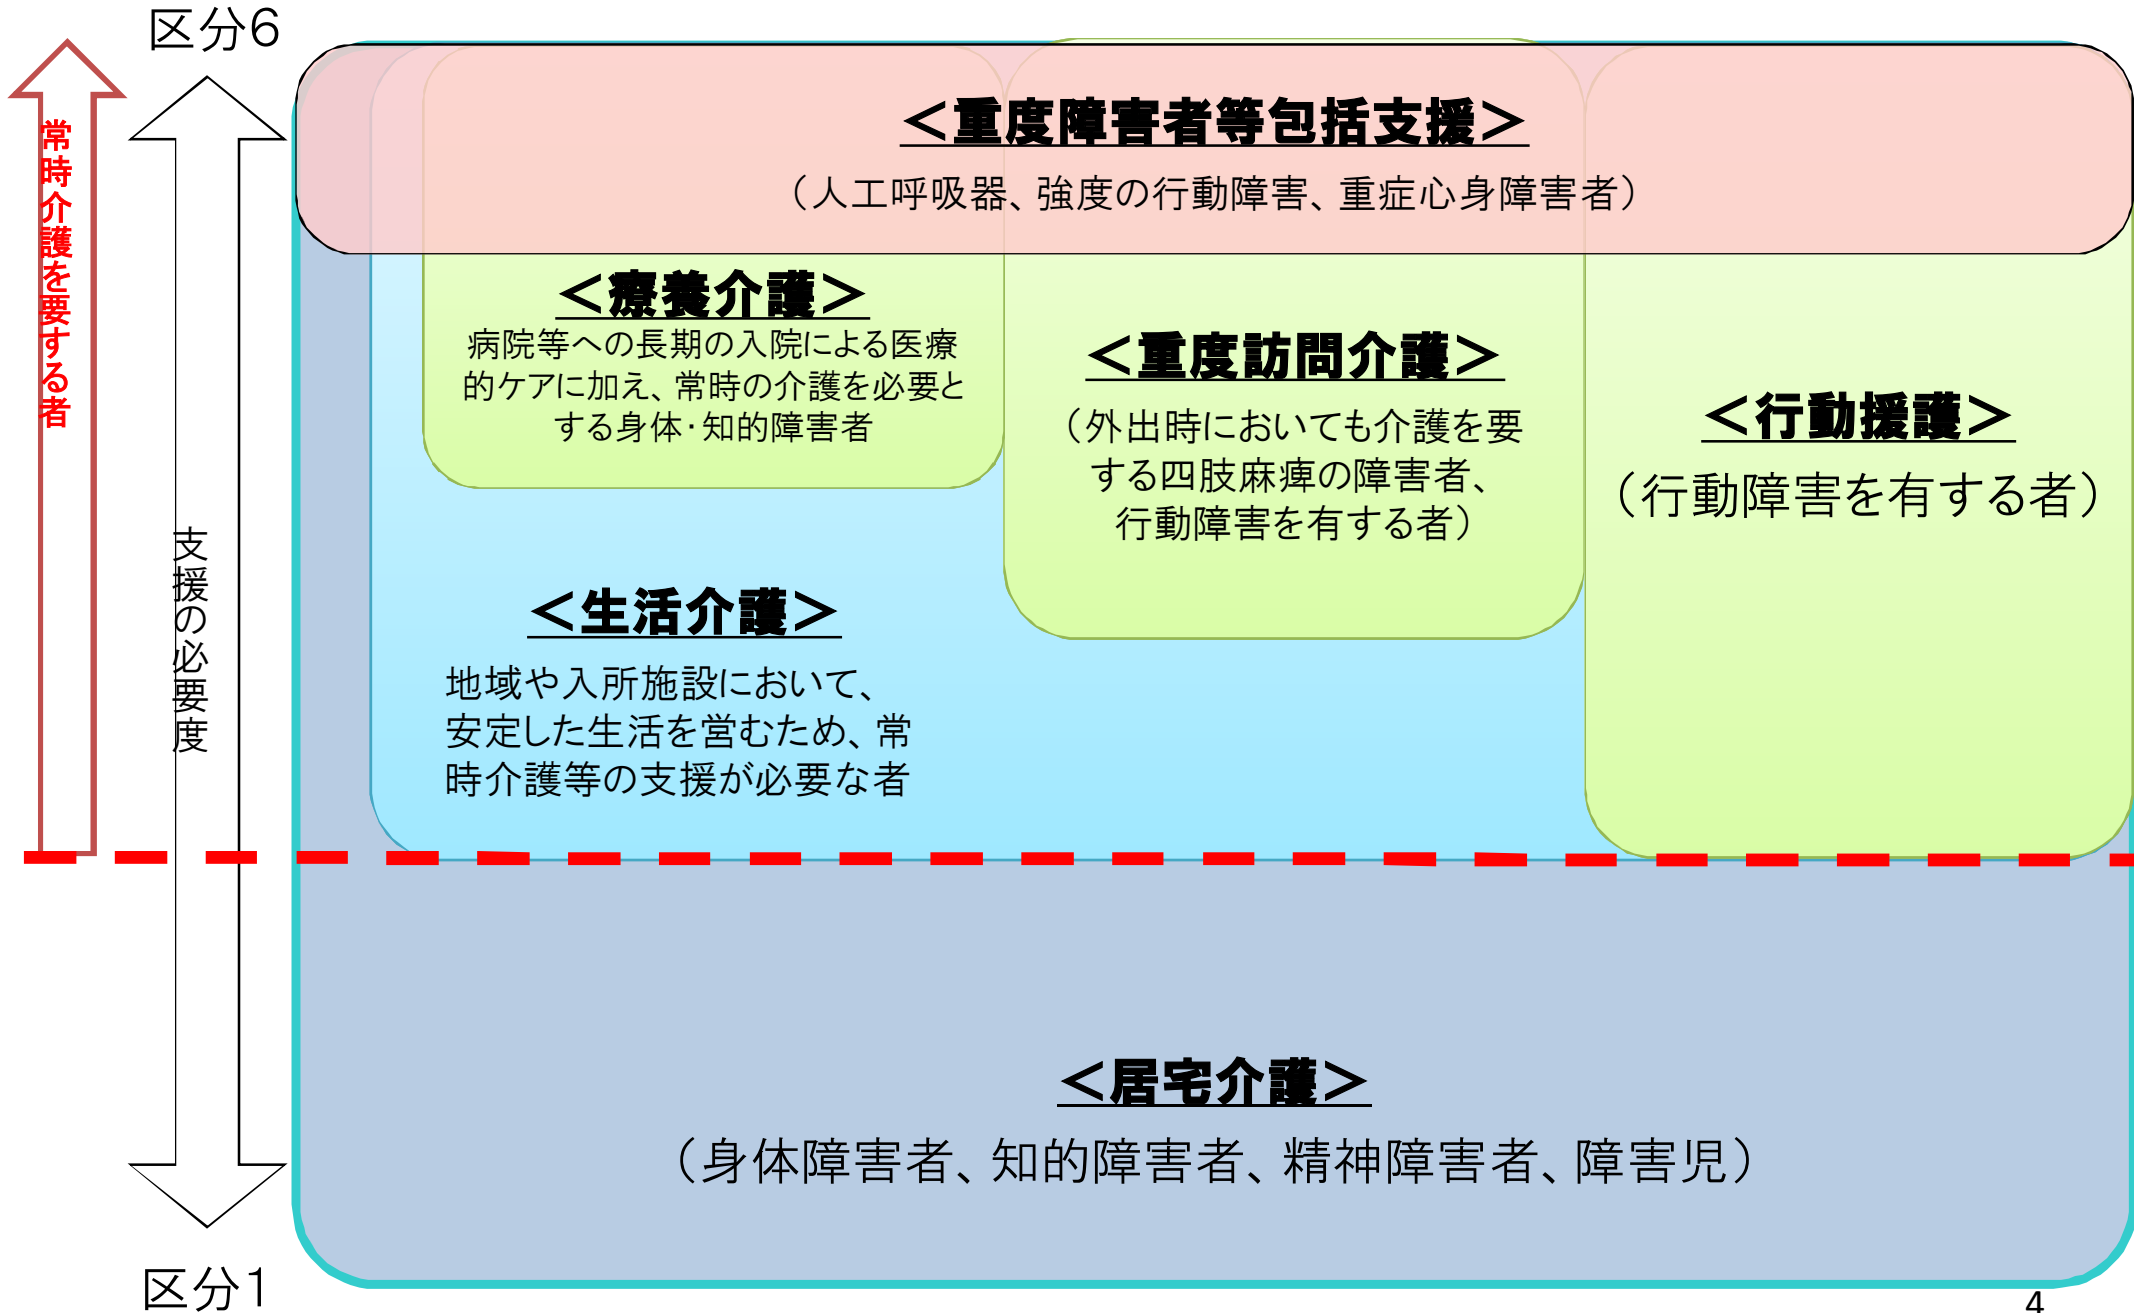 区分6
常時介護を要する者
支援の必要度
区分1
＜重度障害者等包括支援＞
（人工呼吸器、強度の行動障害、重症心身障害者）
＜療養介護＞
病院等への長期の入院による医療
的ケアに加え、常時の介護を必要と
する身体・知的障害者
＜重度訪問介護＞
（外出時においても介護を要
する四肢麻痺の障害者、
行動障害を有する者）
＜行動援護＞
（行動障害を有する者）
＜生活介護＞
地域や入所施設において、
安定した生活を営むため、常
時介護等の支援が必要な者
＜居宅介護＞
（身体障害者、知的障害者、精神障害者、障害児）
4